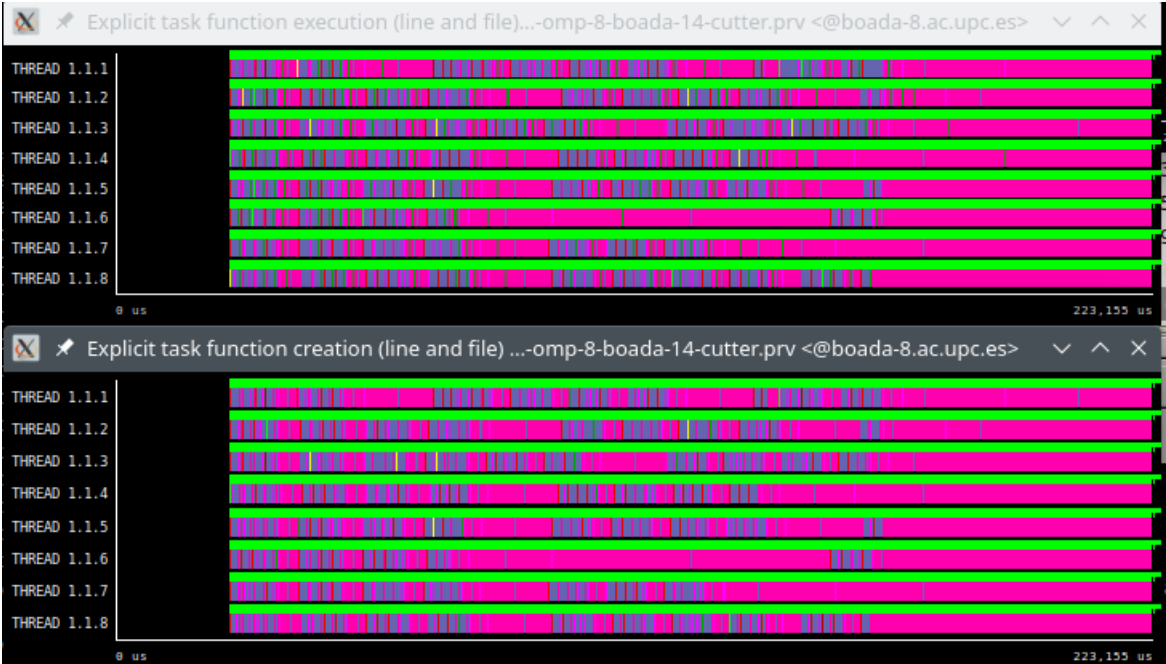 Explicit task function execution (line and file)...-omp-8-boada-14-cutter.prv <@boada-8.ac.upc.es>
THREAD 1.1.1
THREAD 1.1.2
THREAD 1.1.3
THREAD 1.1.4
THREAD 1.1.5
THREAD 1.1.6
THREAD 1.1.7
THREAD 1.1.8
0 us 223,155 us
Explicit task function creation (line and file) ...-omp-8-boada-14-cutter.prv <@boada-8.ac.upc.es>
THREAD 1.1.1
THREAD 1.1.2
THREAD 1.1.3
THREAD 1.1.4
THREAD 1.1.5
THREAD 1.1.6
THREAD 1.1.7
THREAD 1.1.8
0 us 223,155 us